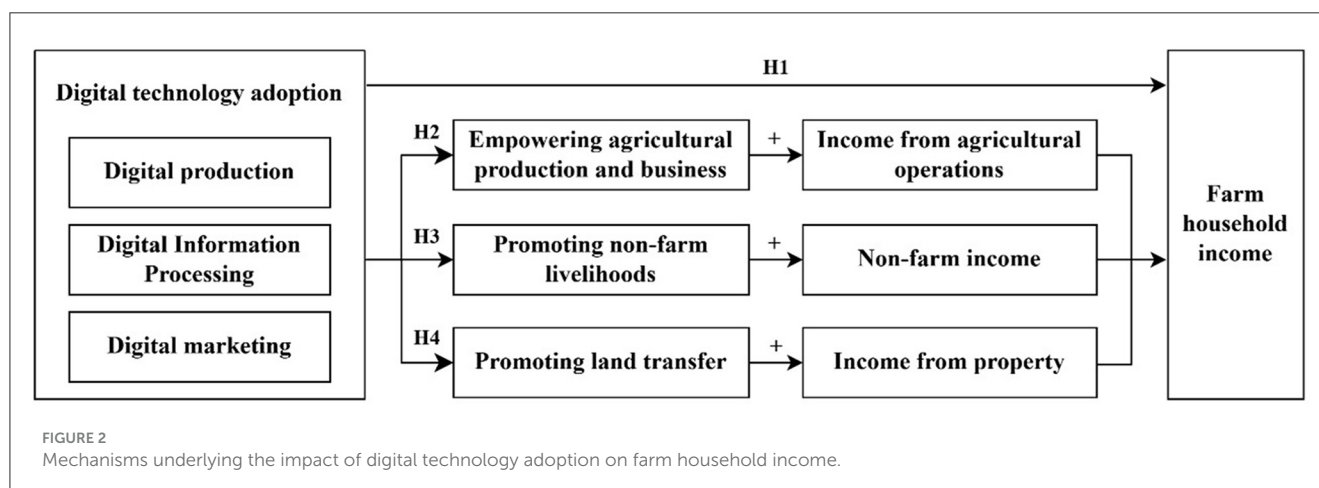 Digital technology adoption
Digital production
Digital Information
Processing
Digital marketing
H1
H2
Empowering agricultural
production and business
+
Income from agricultural
operations
H3
Promoting non-farm
livelihoods
+
Non-farm income
H4
Promoting land transfer
+
Income from property
Farm
household
income
FIGURE 2
Mechanisms underlying the impact of digital technology adoption on farm household income.